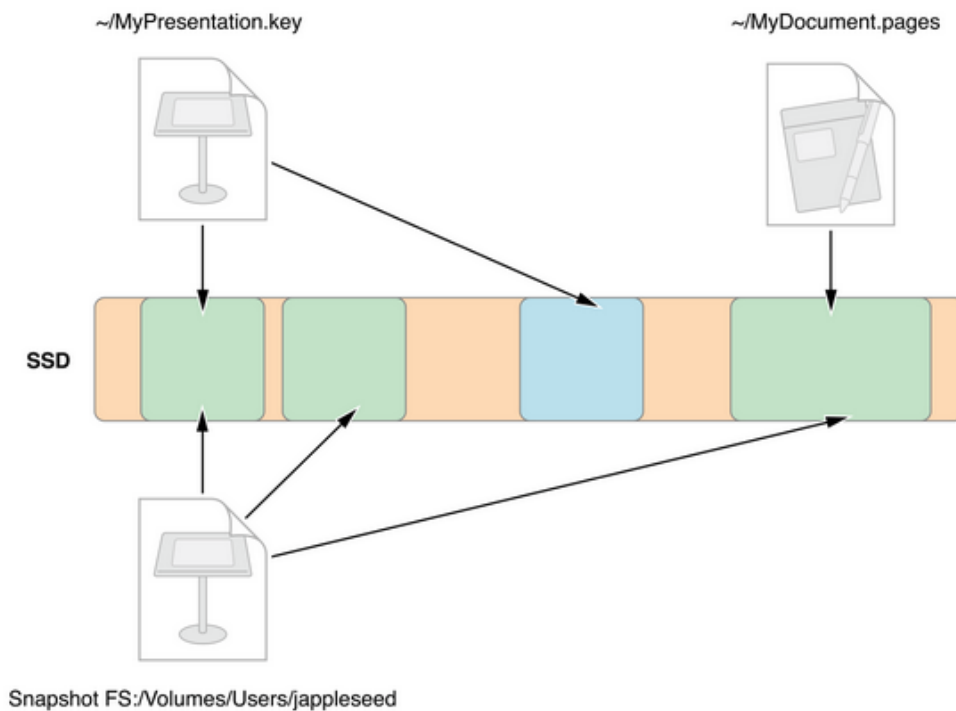 ~/MyPresentation.key
~/MyDocument.pages
SSD
Snapshot FS:/Volumes/Users/jappleseed